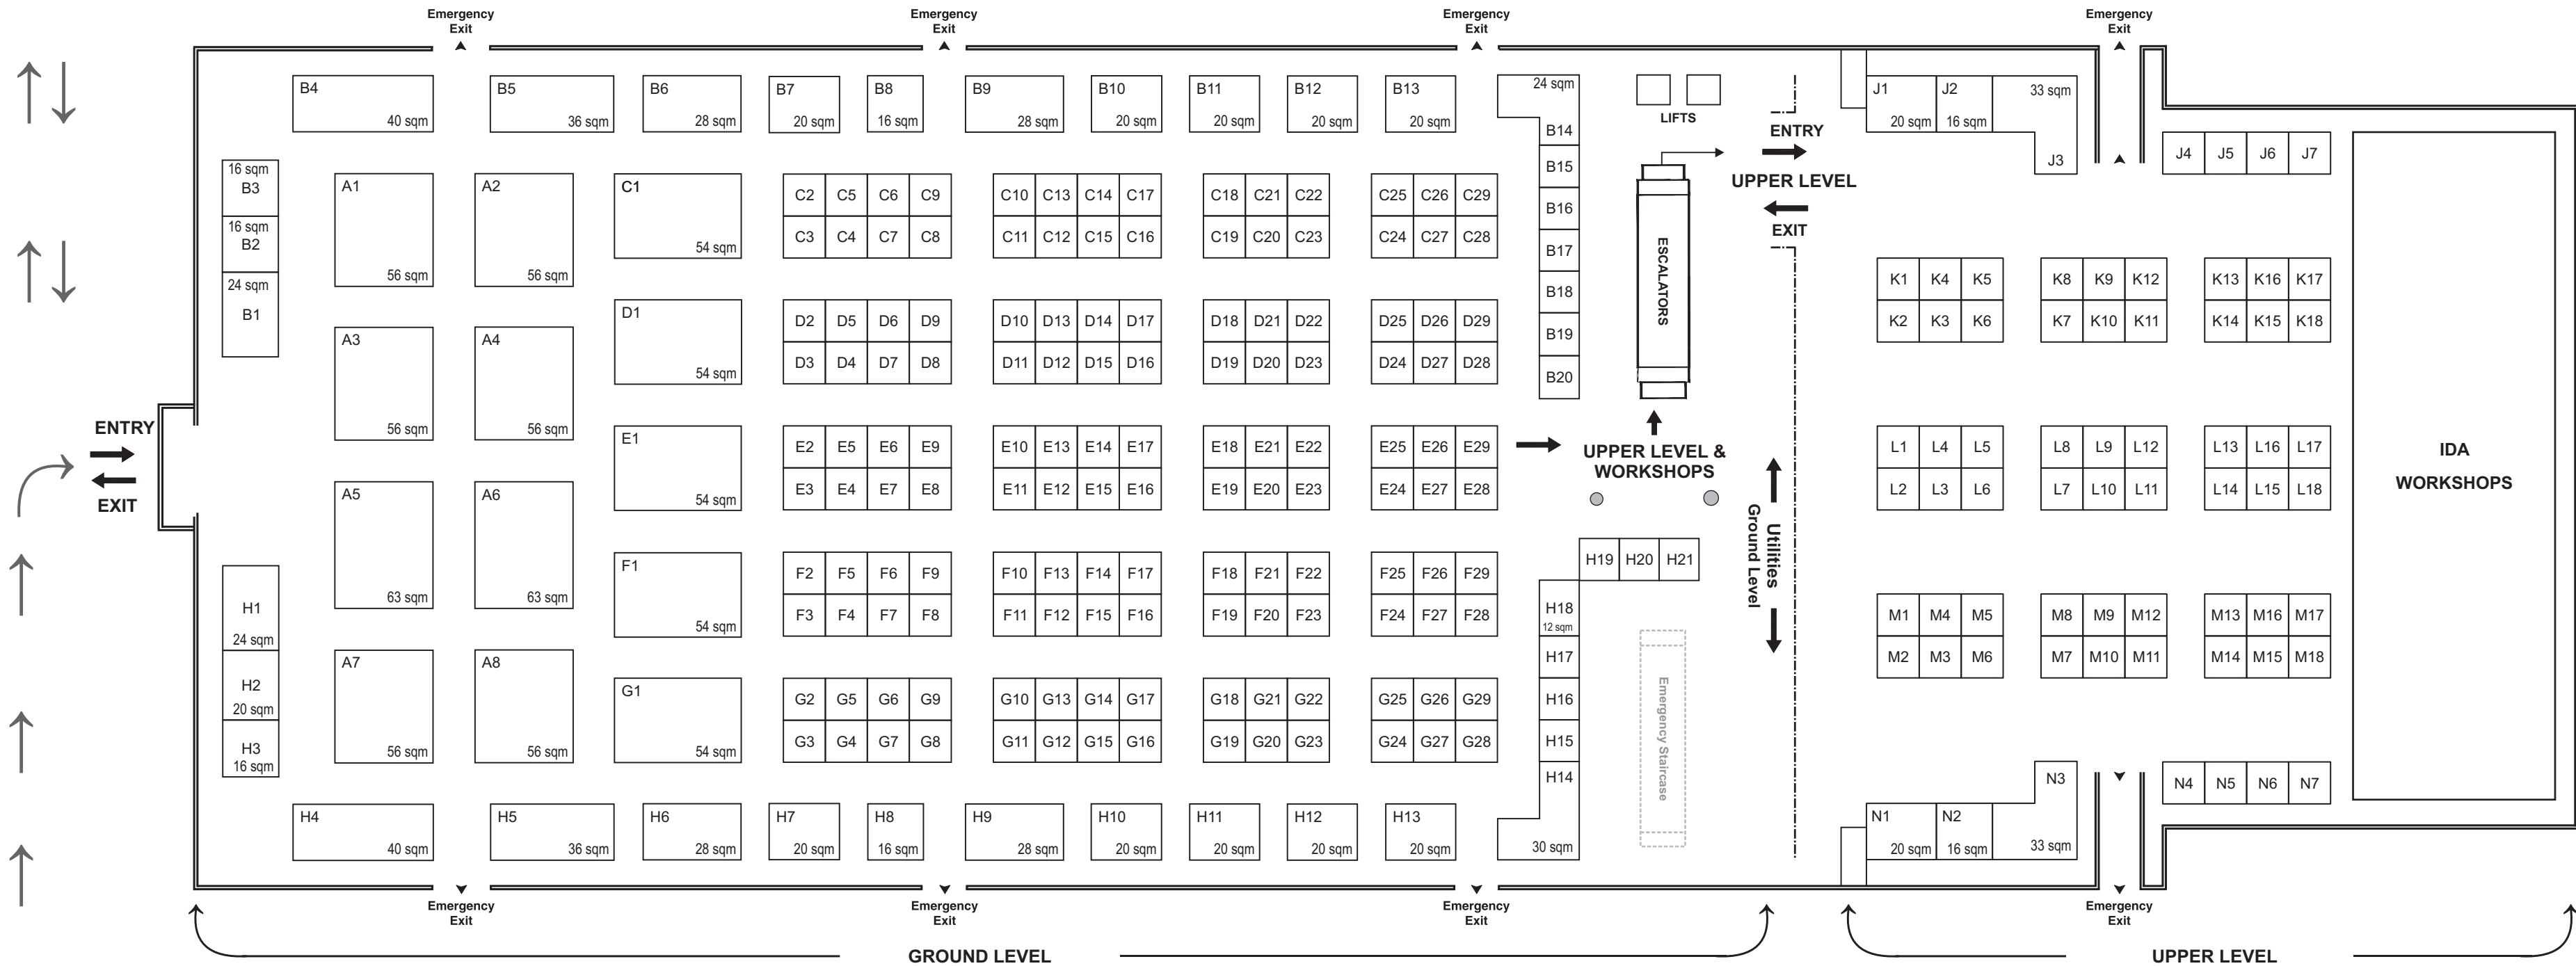 Emergency
Exit
Emergency
Exit
Emergency
Exit
Emergency
Exit
B4
40 sqm
B5
36 sqm
B6
28 sqm
B7
20 sqm
B8
16 sqm
B9
28 sqm
B10
20 sqm
B11
20 sqm
B12
20 sqm
B13
20 sqm
24 sqm
B14
LIFTS
ENTRY
UPPER LEVEL
EXIT
J1
20 sqm
J2
16 sqm
33 sqm
J3
J4 J5 J6 J7
16 sqm
B3
16 sqm
B2
24 sqm
B1
A1
56 sqm
A2
56 sqm
C1
54 sqm
C2 C5 C6 C9 C10 C13 C14 C17 C18 C21 C22 C25 C26 C29
C3 C4 C7 C8 C11 C12 C15 C16 C19 C20 C23 C24 C27 C28
B15
B16
B17
B18
B19
B20
ESCALATORS
K1 K4 K5 K8 K9 K12 K13 K16 K17
K2 K3 K6 K7 K10 K11 K14 K15 K18
A3
56 sqm
A4
56 sqm
D1
54 sqm
D2 D5 D6 D9 D10 D13 D14 D17 D18 D21 D22 D25 D26 D29
D3 D4 D7 D8 D11 D12 D15 D16 D19 D20 D23 D24 D27 D28
ENTRY
EXIT
E1
54 sqm
E2 E5 E6 E9 E10 E13 E14 E17 E18 E21 E22 E25 E26 E29
E3 E4 E7 E8 E11 E12 E15 E16 E19 E20 E23 E24 E27 E28
UPPER LEVEL &
WORKSHOPS
Utilities
Ground Level
L1 L4 L5 L8 L9 L12 L13 L16 L17
L2 L3 L6 L7 L10 L11 L14 L15 L18
IDA
WORKSHOPS
A5
63 sqm
A6
63 sqm
F1
54 sqm
F2 F5 F6 F9 F10 F13 F14 F17 F18 F21 F22 F25 F26 F29
F3 F4 F7 F8 F11 F12 F15 F16 F19 F20 F23 F24 F27 F28
H19 H20 H21
H18
12 sqm
H17
H16
H15
H14
30 sqm
Emergency Staircase
M1 M4 M5 M8 M9 M12 M13 M16 M17
M2 M3 M6 M7 M10 M11 M14 M15 M18
H1
24 sqm
H2
20 sqm
H3
16 sqm
A7
56 sqm
A8
56 sqm
G1
54 sqm
G2 G5 G6 G9 G10 G13 G14 G17 G18 G21 G22 G25 G26 G29
G3 G4 G7 G8 G11 G12 G15 G16 G19 G20 G23 G24 G27 G28
H4
40 sqm
H5
36 sqm
H6
28 sqm
H7
20 sqm
H8
16 sqm
H9
28 sqm
H10
20 sqm
H11
20 sqm
H12
20 sqm
H13
20 sqm
N1
20 sqm
N2
16 sqm
N3
33 sqm
N4 N5 N6 N7
Emergency
Exit
Emergency
Exit
Emergency
Exit
Emergency
Exit
GROUND LEVEL
UPPER LEVEL